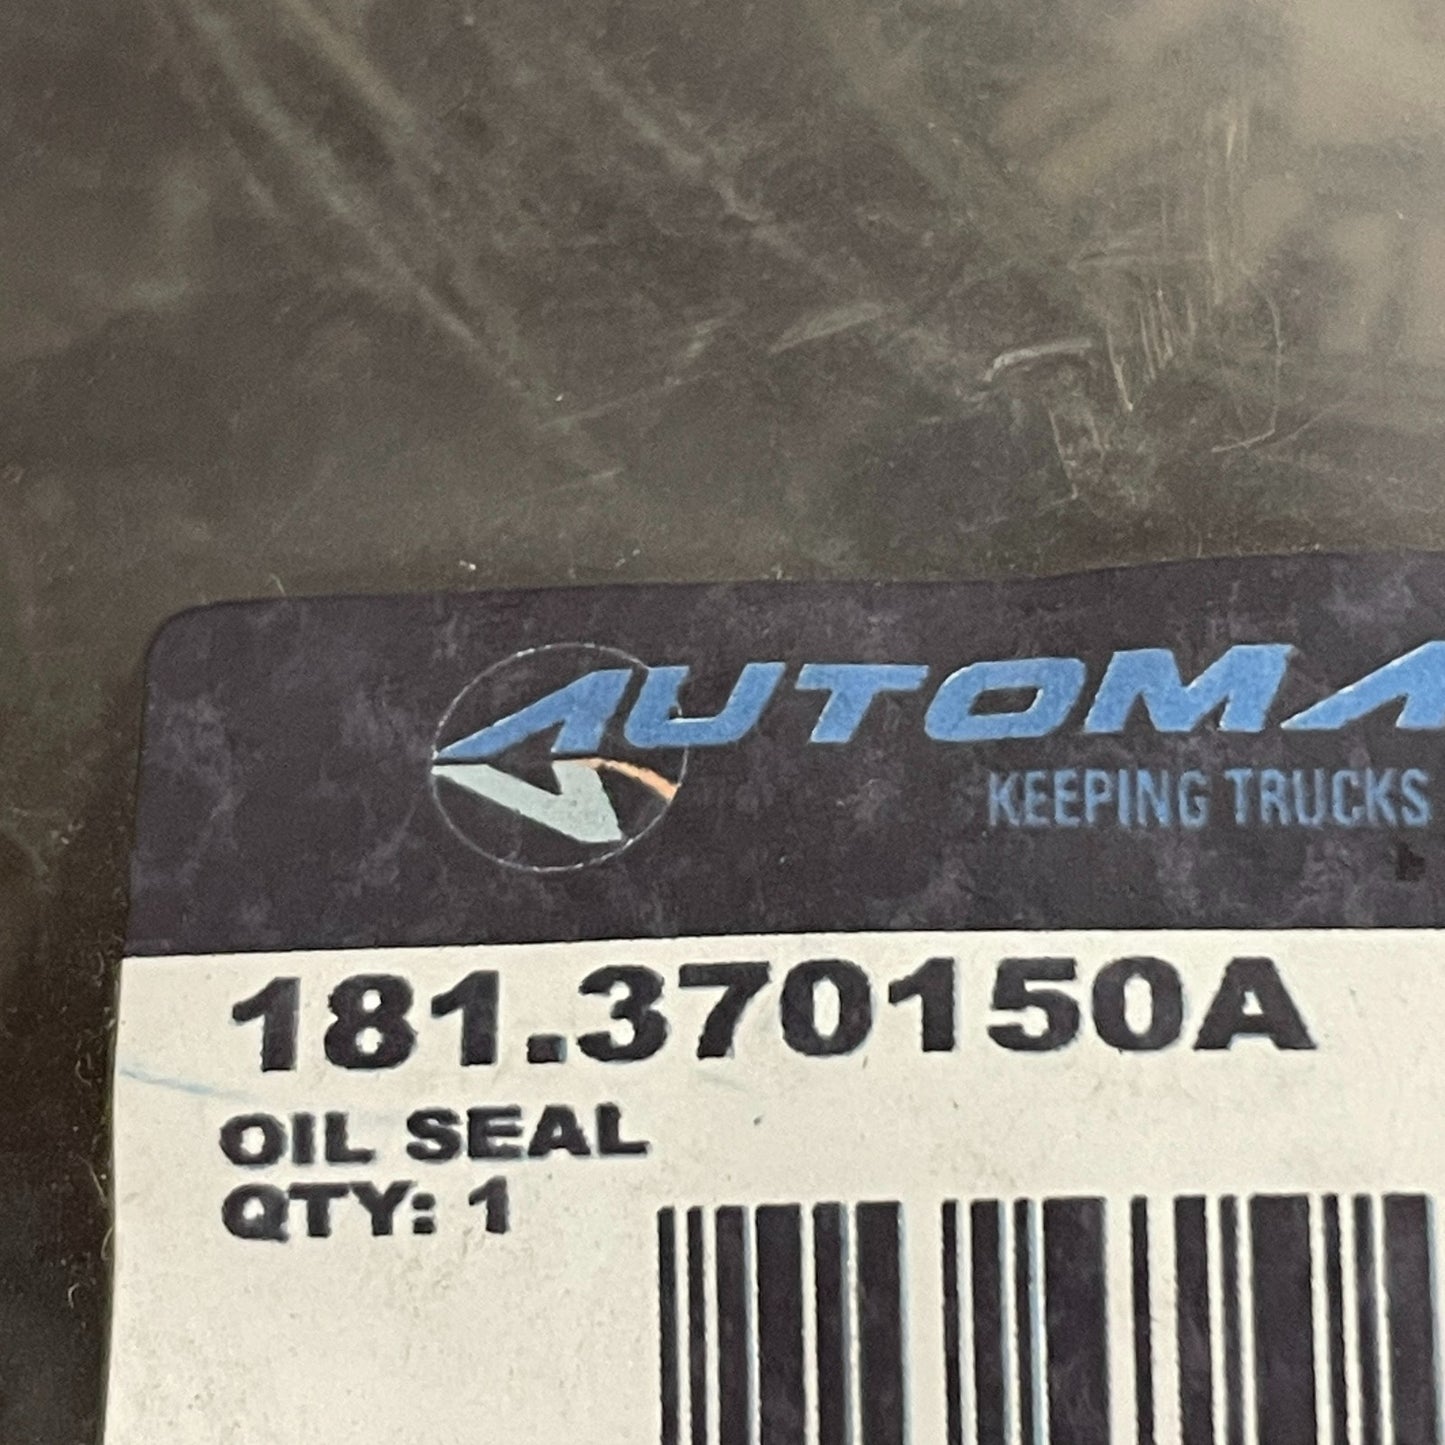 AUTOMA
KEEPING TRUCKS
181.370150A
OIL SEAL
QTY: 1